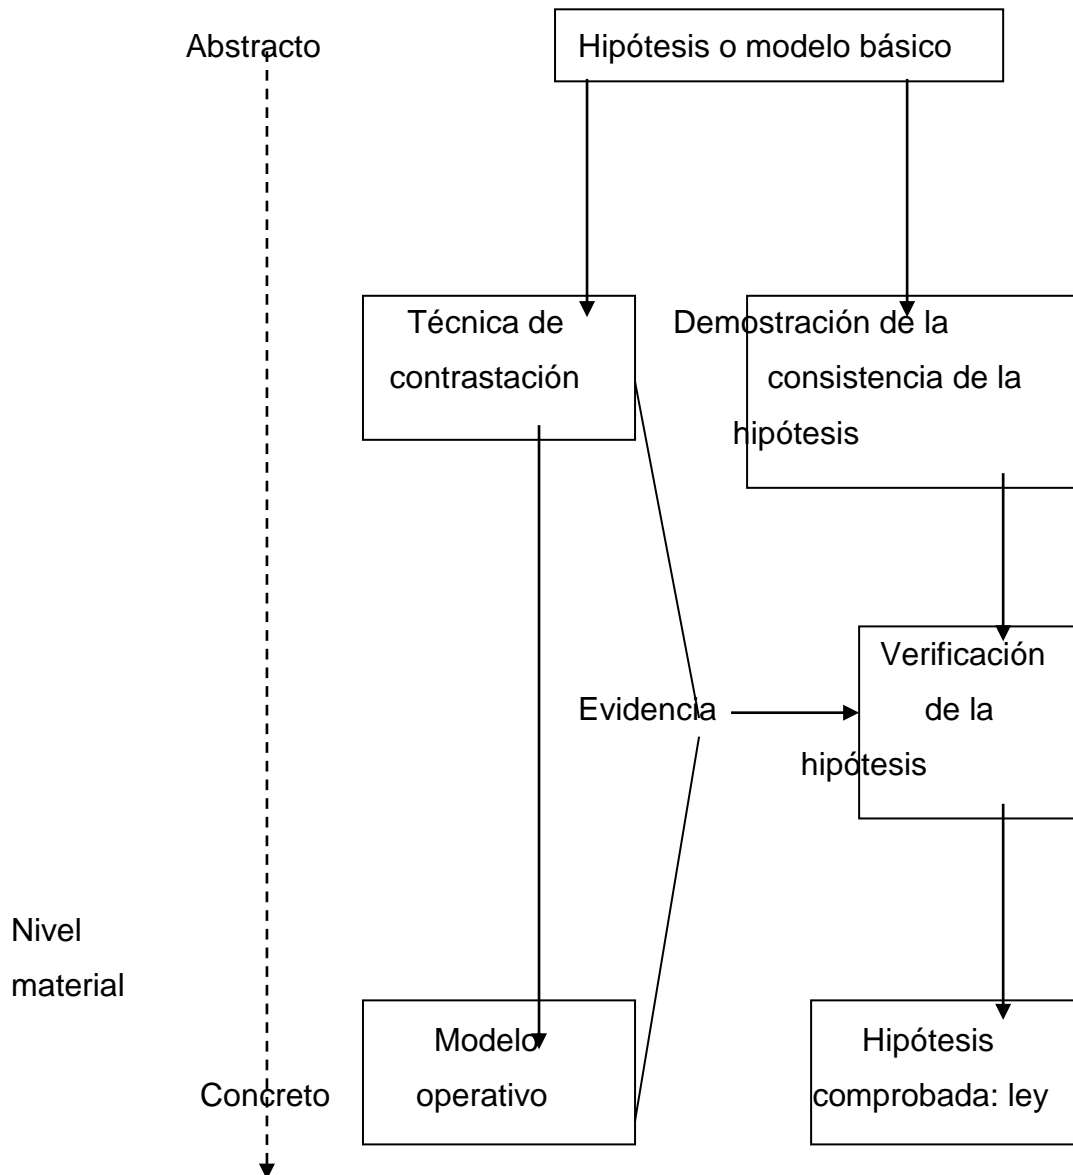 Abstracto
Hipótesis o modelo básico
Técnica de
contrastación
Demostración de la
consistencia de la
hipótesis
Evidencia
Verificación
de la
hipótesis
Nivel
material
Concreto
Modelo
operativo
Hipótesis
comprobada: ley